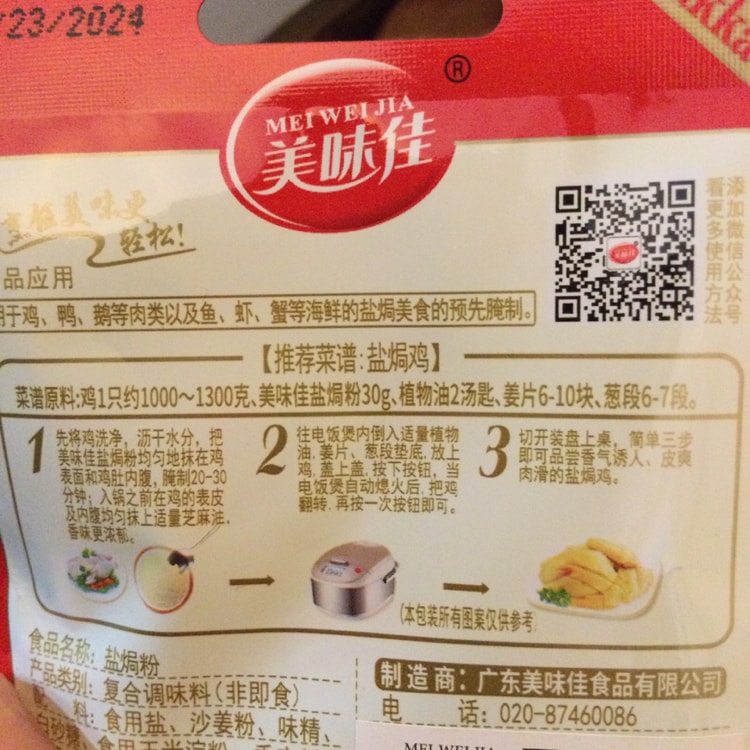 23/2024
®
MEI WEI JIA
美味佳
烹饪美味更
轻松!
品应用
用于鸡、鸭、鹅等肉类以及鱼、虾、蟹等海鲜的盐焗美食的预先腌制。
添加微信公众号
看更多使用方法
【推荐菜谱:盐焗鸡】
菜谱原料:鸡1只约1000～1300克、美味佳盐焗粉30g、植物油2汤匙、姜片6-10块、葱段6-7段。
1
先将鸡洗净，沥干水分，把
美味佳盐焗粉均匀地抹在鸡
表面和鸡肚内腹，腌制20-30
分钟；入锅之前在鸡的表皮
及内腹均匀抹上适量芝麻油，
香味更浓郁。
2
往电饭煲内倒入适量植物
油，姜片、葱段垫底，放上
鸡，盖上盖，按下按钮，当
电饭煲自动熄火后，把鸡
翻转，再按一次按钮即可。
3
切开装盘上桌，简单三步
即可品尝香气诱人、皮爽
肉滑的盐焗鸡。
(本包装所有图案仅供参考)
食品名称：盐焗粉
产品类别：复合调味料（非即食）
料：食用盐、沙姜粉、味精、
白砂糖、食用玉米淀粉、
制造商：广东美味佳食品有限公司
电 话：020-87460086
MEI WEI JIA